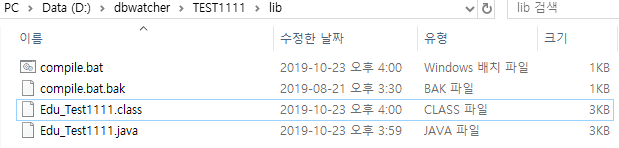 PC > Data (D:) > dbwatcher > TEST1111 > lib lib 검색
이름 수정한 날짜 유형 크기
compile.bat 2019-10-23 오후 4:00 Windows 배치 파일 1KB
compile.bat.bak 2019-08-21 오후 3:30 BAK 파일 1KB
Edu_Test1111.class 2019-10-23 오후 4:00 CLASS 파일 3KB
Edu_Test1111.java 2019-10-23 오후 3:59 JAVA 파일 3KB